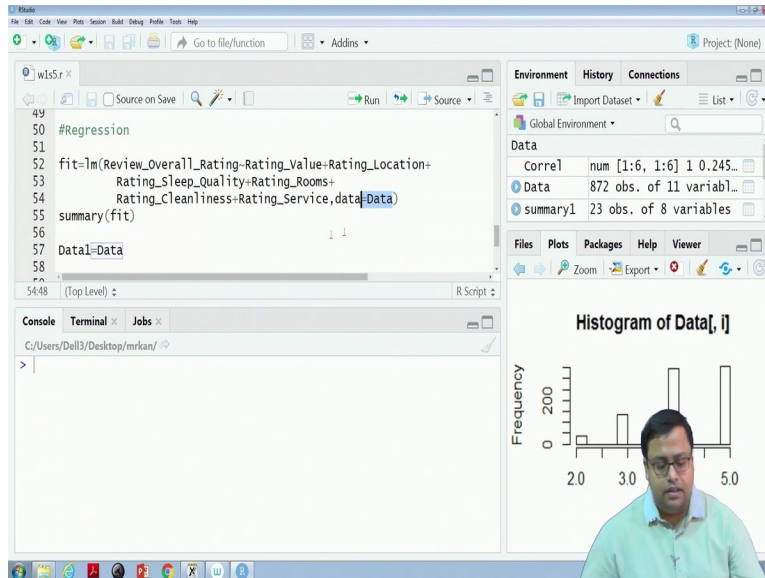 RStudio
File Edit Code View Plots Session Build Debug Profile Tools Help
Go to file/function Addins Project: (None)
w1s5.r
Source on Save Run Source
49
50 #Regression
51
52 fit=lm(Review_Overall_Rating~Rating_Value+Rating_Location+
53 Rating_Sleep_Quality+Rating_Rooms+
54 Rating_Cleanliness+Rating_Service,data=Data)
55 summary(fit)
56
57 Data1=Data
58
54:48 (Top Level) R Script
Console Terminal Jobs
C:/Users/Dell3/Desktop/mrkan/
>
Environment History Connections
Import Dataset List
Global Environment
Data
Correl num [1:6, 1:6] 1 0.245…
Data 872 obs. of 11 variabl…
summary1 23 obs. of 8 variables
Files Plots Packages Help Viewer
Zoom Export
Histogram of Data[, i]
Frequency
0 200
2.0 3.0 5.0